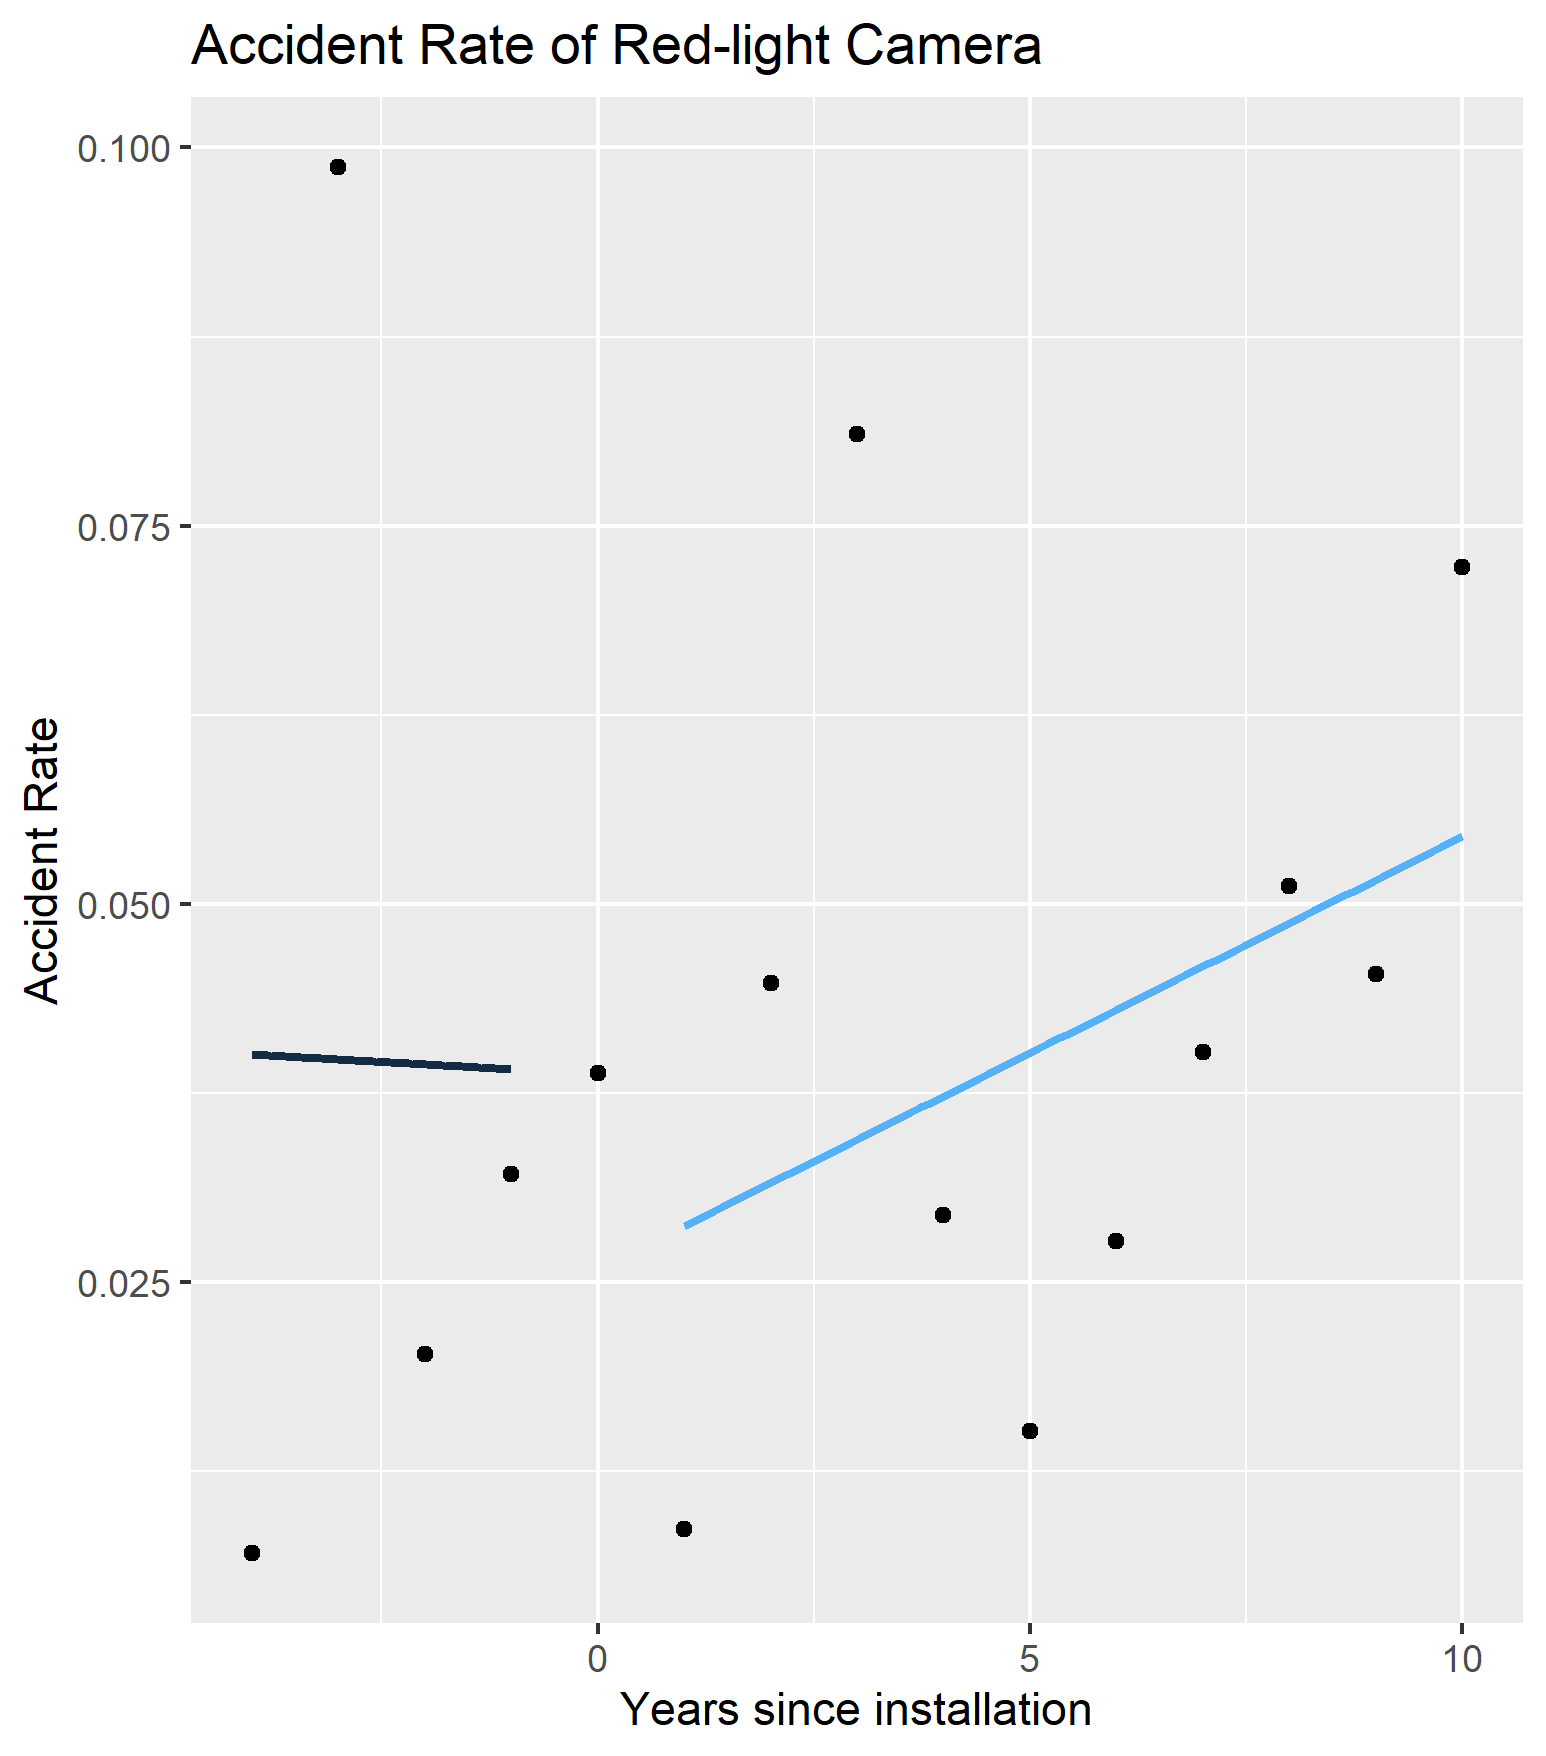 Accident Rate of Red-light Camera
0.100
0.075
0.050
0.025
Accident Rate
0
5
10
Years since installation